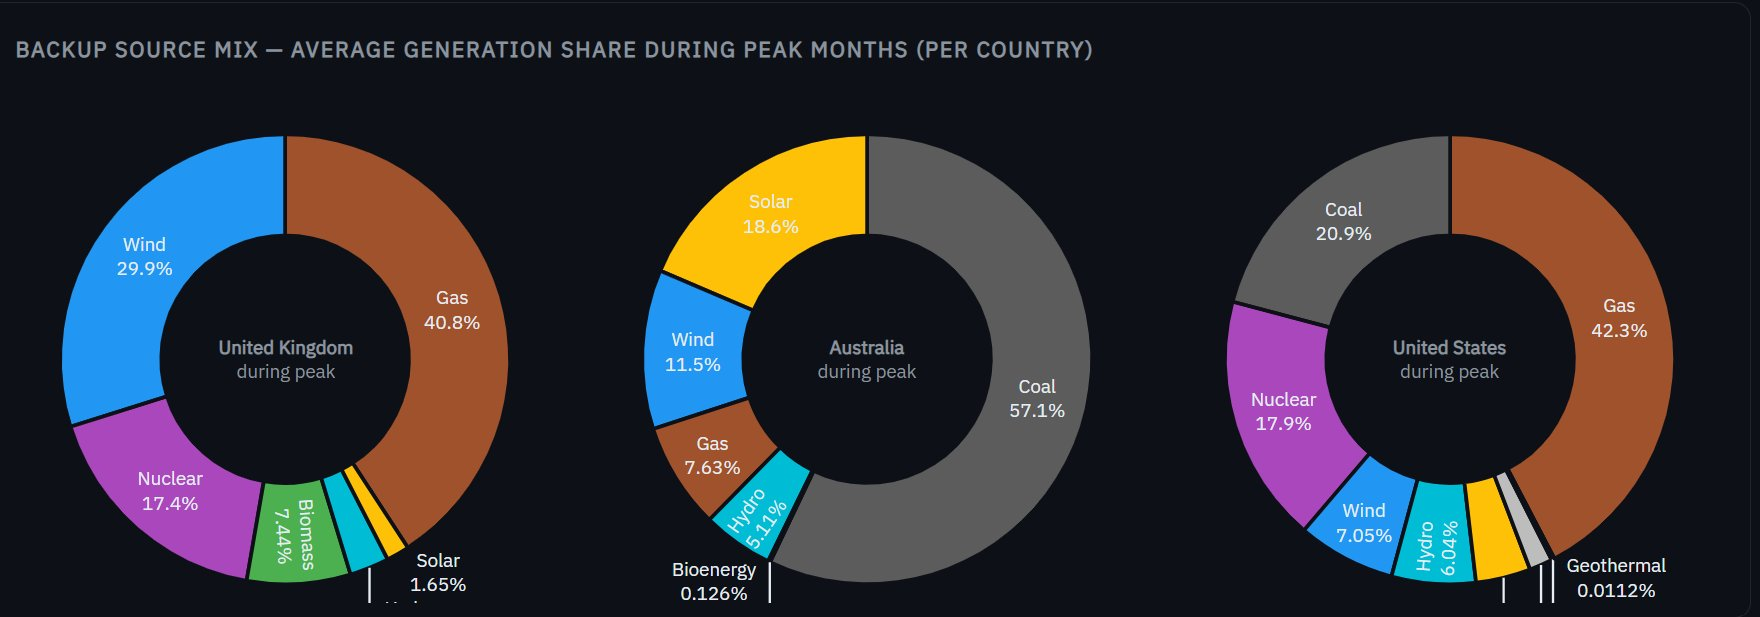 BACKUP SOURCE MIX — AVERAGE GENERATION SHARE DURING PEAK MONTHS (PER COUNTRY)
Wind
29.9%
Gas
40.8%
United Kingdom
during peak
Nuclear
17.4%
Biomass
7.44%
Solar
1.65%
Solar
18.6%
Wind
11.5%
Australia
during peak
Coal
57.1%
Gas
7.63%
Hydro
5.11%
Bioenergy
0.126%
Coal
20.9%
Gas
42.3%
United States
during peak
Nuclear
17.9%
Wind
7.05%
Hydro
6.04%
Geothermal
0.0112%